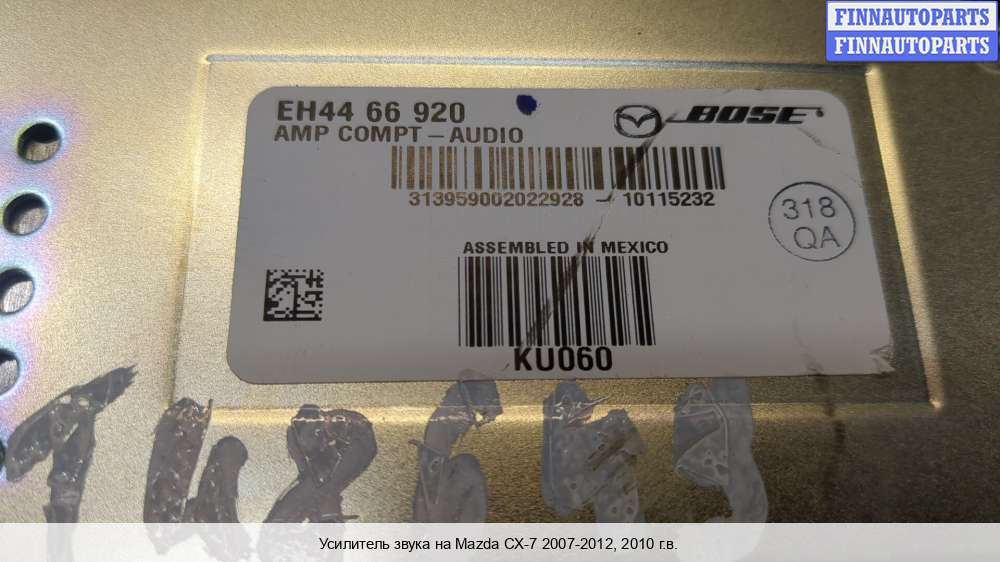 FINNAUTOPARTS
FINNAUTOPARTS
EH44 66 920
AMP COMPT – AUDIO
BOSE
313959002022928 – 10115232
318
QA
ASSEMBLED IN MEXICO
KU060
Усилитель звука на Mazda CX-7 2007-2012, 2010 г.в.